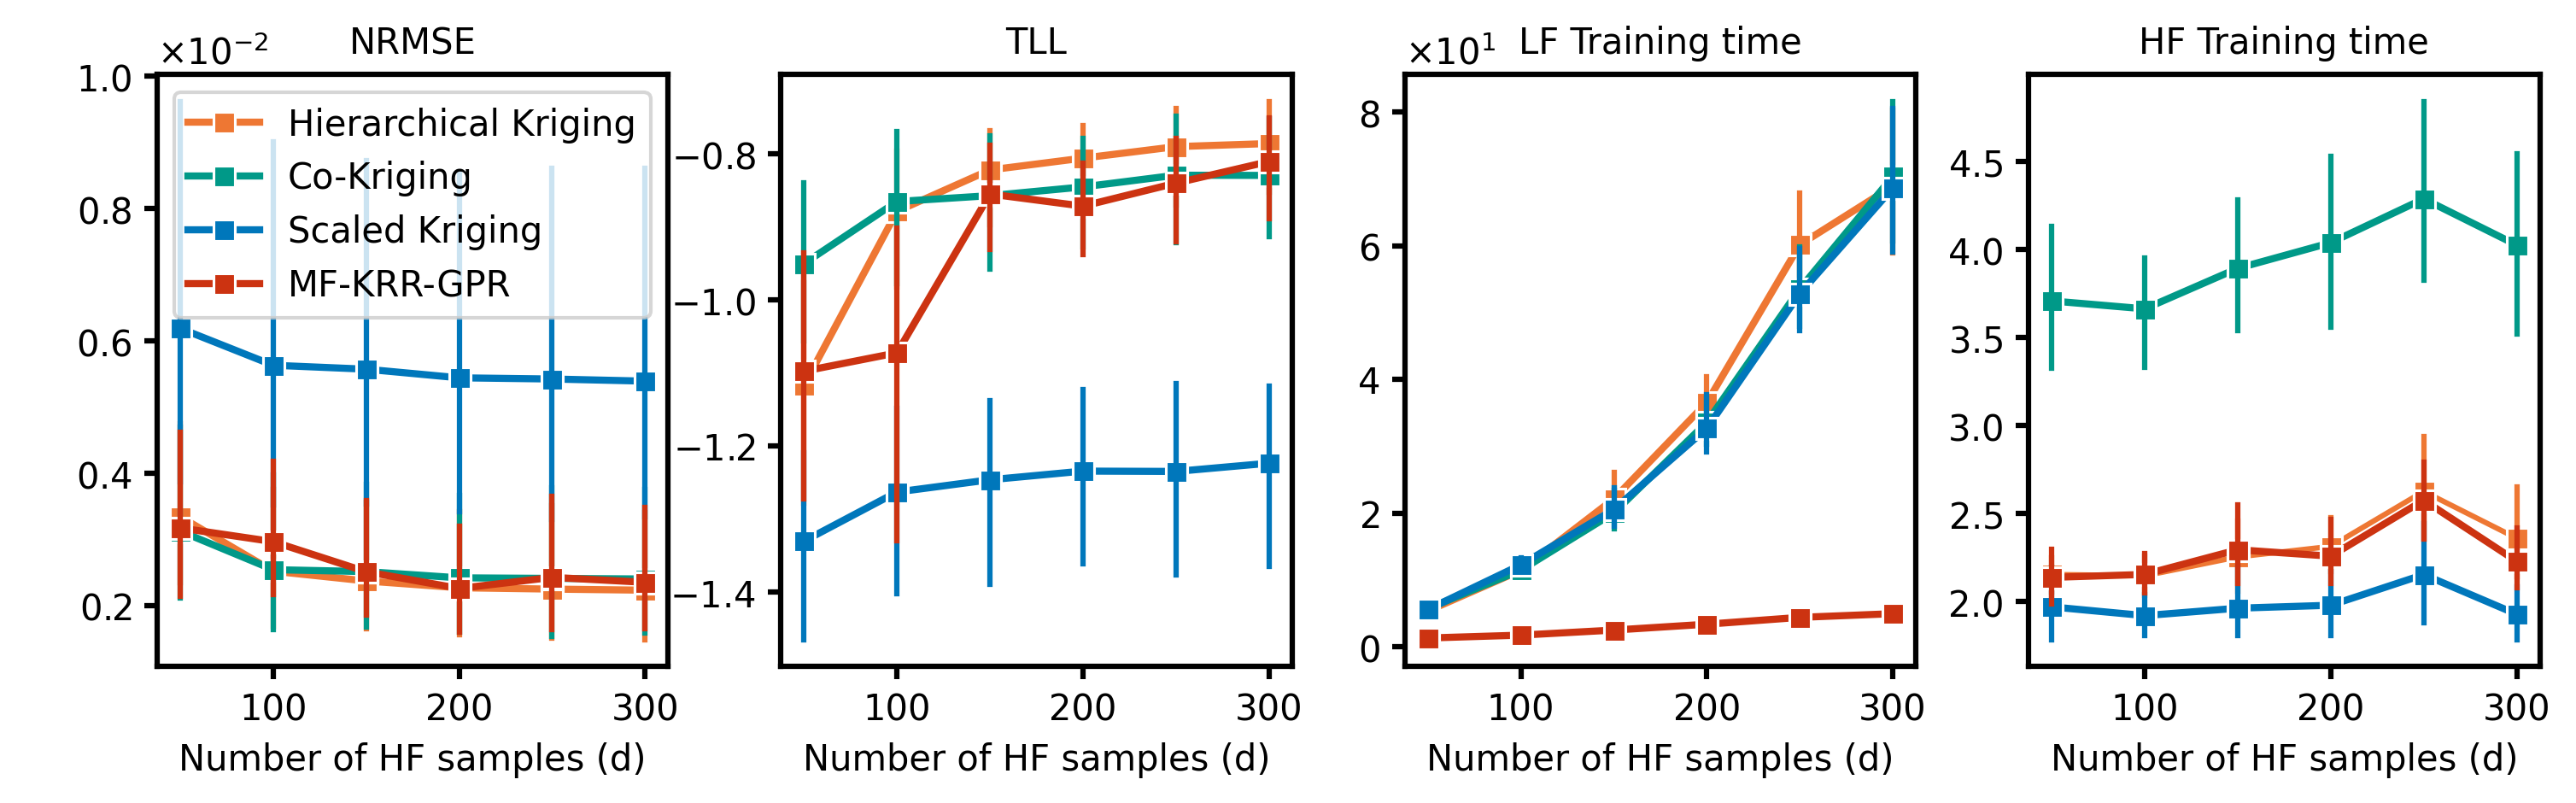 NRMSE
×10⁻²
1.0
0.8
0.6
0.4
0.2
Hierarchical Kriging
Co-Kriging
Scaled Kriging
MF-KRR-GPR
100 200 300
Number of HF samples (d)
TLL
−0.8
−1.0
−1.2
−1.4
100 200 300
Number of HF samples (d)
×10¹ LF Training time
8
6
4
2
0
100 200 300
Number of HF samples (d)
HF Training time
4.5
4.0
3.5
3.0
2.5
2.0
100 200 300
Number of HF samples (d)